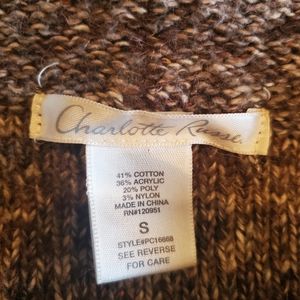 Charlotte Russe
41% COTTON
36% ACRYLIC
20% POLY
3% NYLON
MADE IN CHINA
RN#120951
S
STYLE#PC16668
SEE REVERSE
FOR CARE